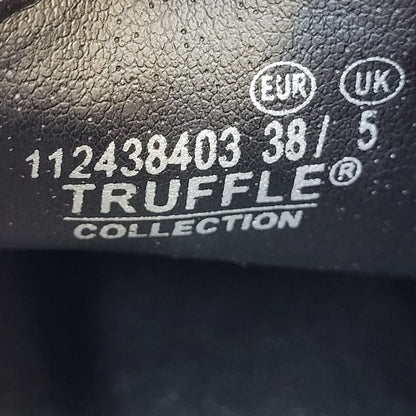 EUR UK
112438403 38/ 5
TRUFFLE®
COLLECTION